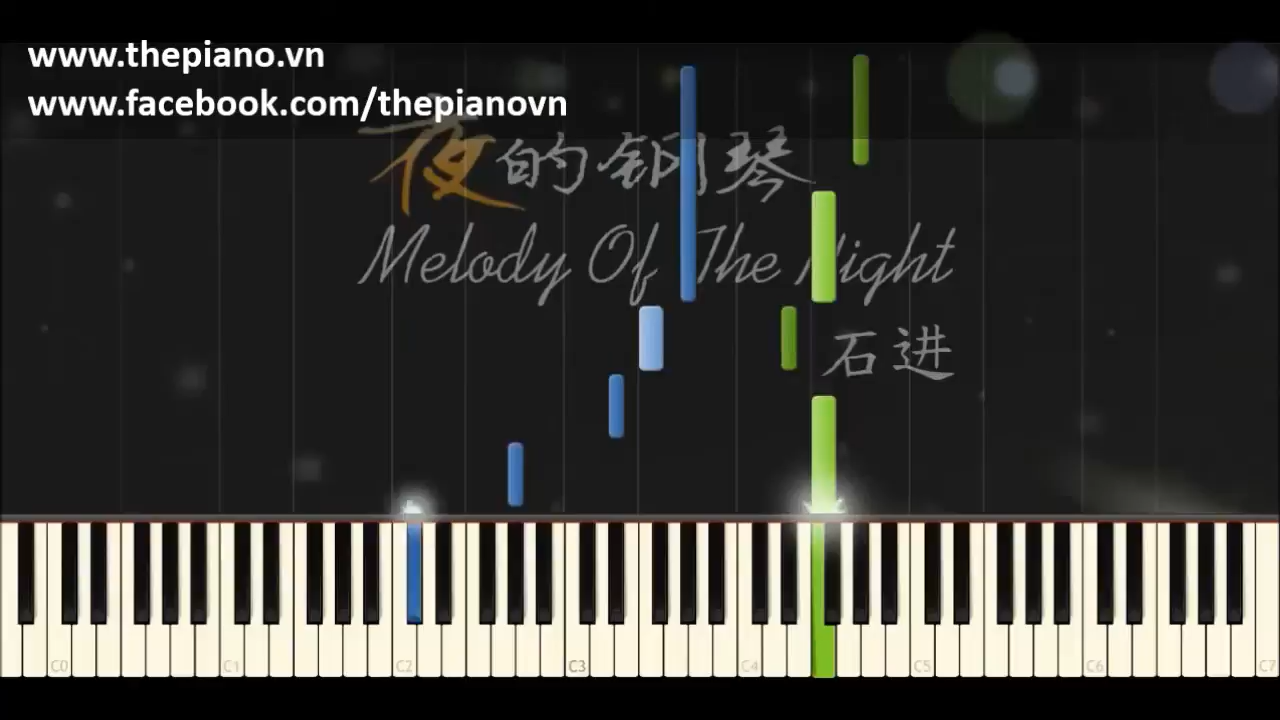 www.thepiano.vn
www.facebook.com/thepianovn
夜的钢琴
Melody Of The Night
石进
C0 C1 C2 C3 C4 C5 C6 C7